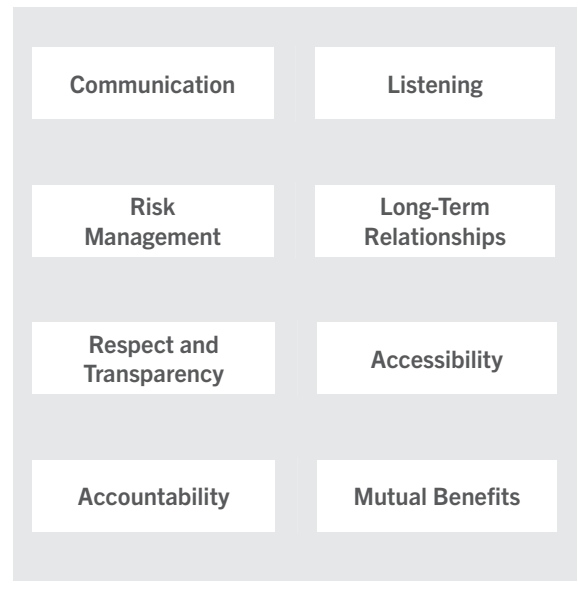 Communication
Listening
Risk
Management
Long-Term
Relationships
Respect and
Transparency
Accessibility
Accountability
Mutual Benefits